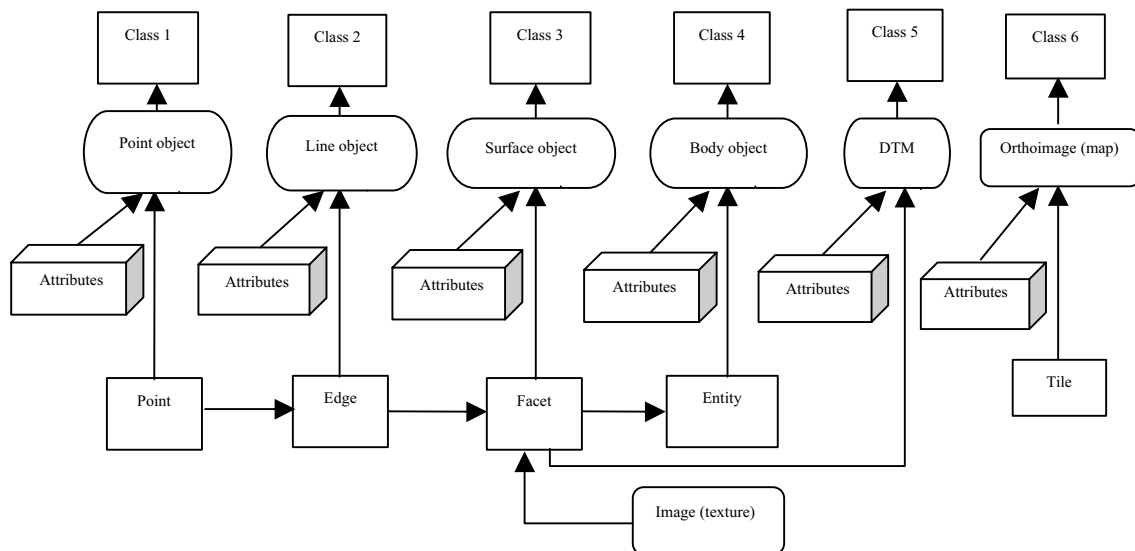 Class 1
Class 2
Class 3
Class 4
Class 5
Class 6
Point object
Line object
Surface object
Body object
DTM
Orthoimage (map)
Attributes
Attributes
Attributes
Attributes
Attributes
Attributes
Point
Edge
Facet
Entity
Tile
Image (texture)